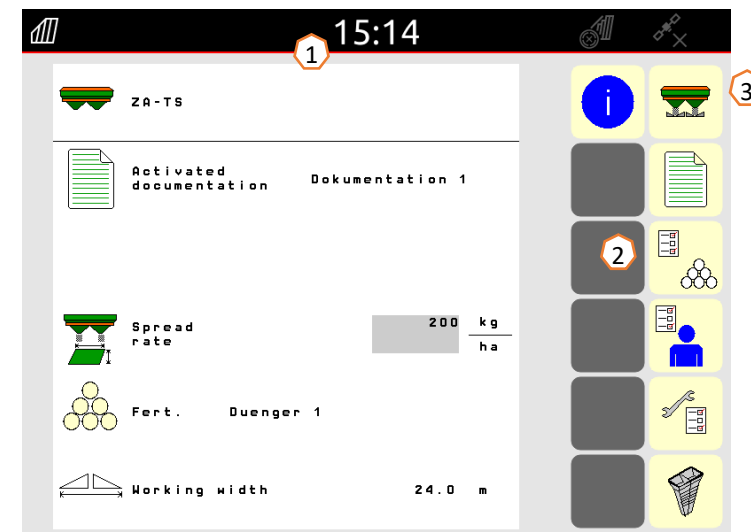 15:14
1
ZA-TS
i
3
Activated
documentation
Dokumentation 1
2
Spread
rate
200 kg
ha
Fert. Duenger 1
Working width 24.0 m